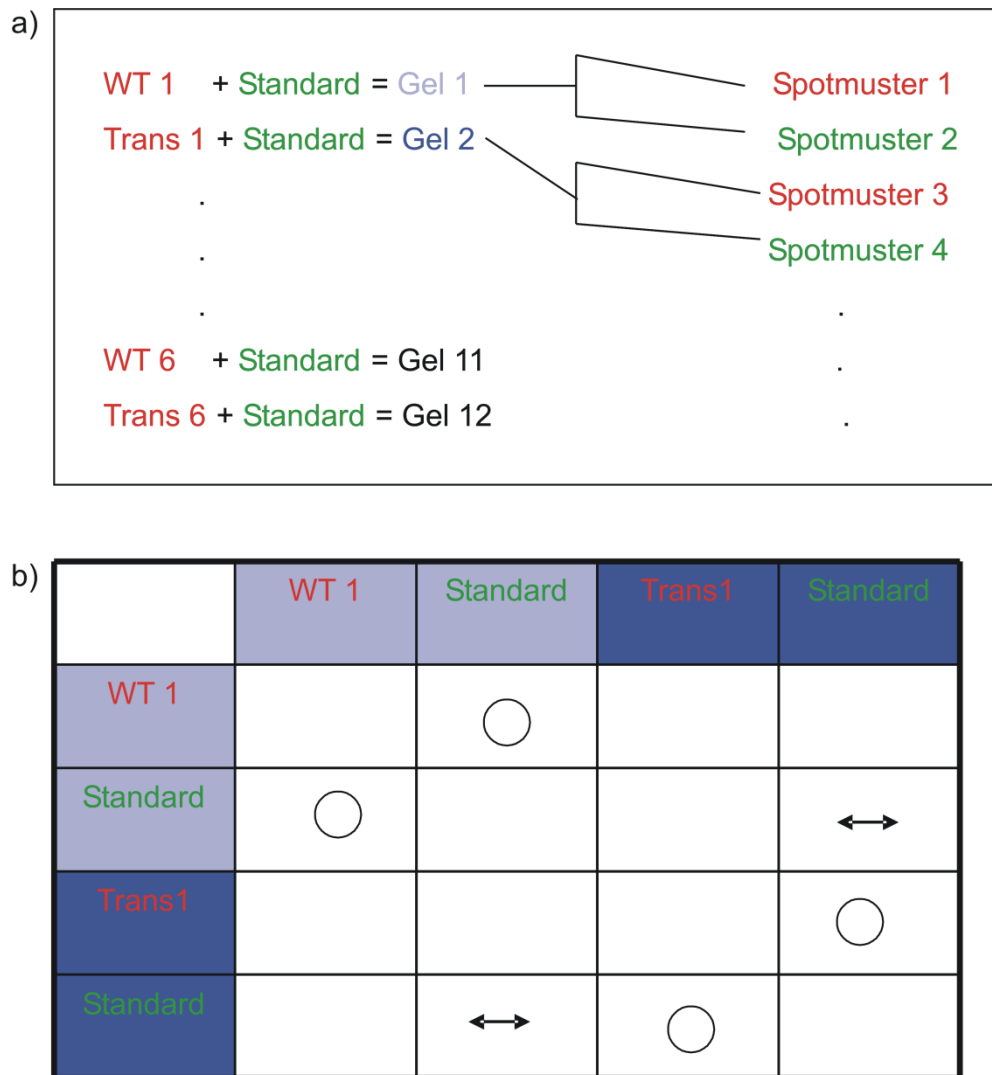 a)
WT 1 + Standard = Gel 1 Spotmuster 1
Trans 1 + Standard = Gel 2 Spotmuster 2
Spotmuster 3
Spotmuster 4
WT 6 + Standard = Gel 11
Trans 6 + Standard = Gel 12
b)
WT 1 Standard Trans1 Standard
WT 1
Standard
Trans1
Standard